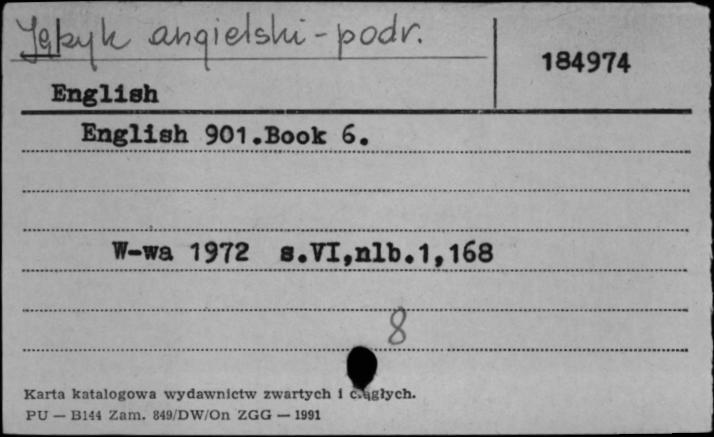 Język angielski - podr.
184974
English
English 901.Book 6.
W-wa 1972 s.VI,nlb.1,168
8
Karta katalogowa wydawnictw zwartych i ciągłych.
PU — B144 Zam. 849/DW/On ZGG — 1991